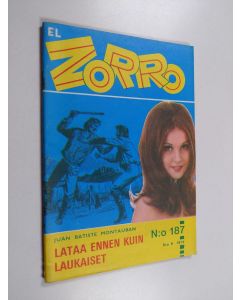 EL
ZORRO
JUAN BATISTE MONTAUBAN
N:o 187
LATAA ENNEN KUIN
LAUKAISET